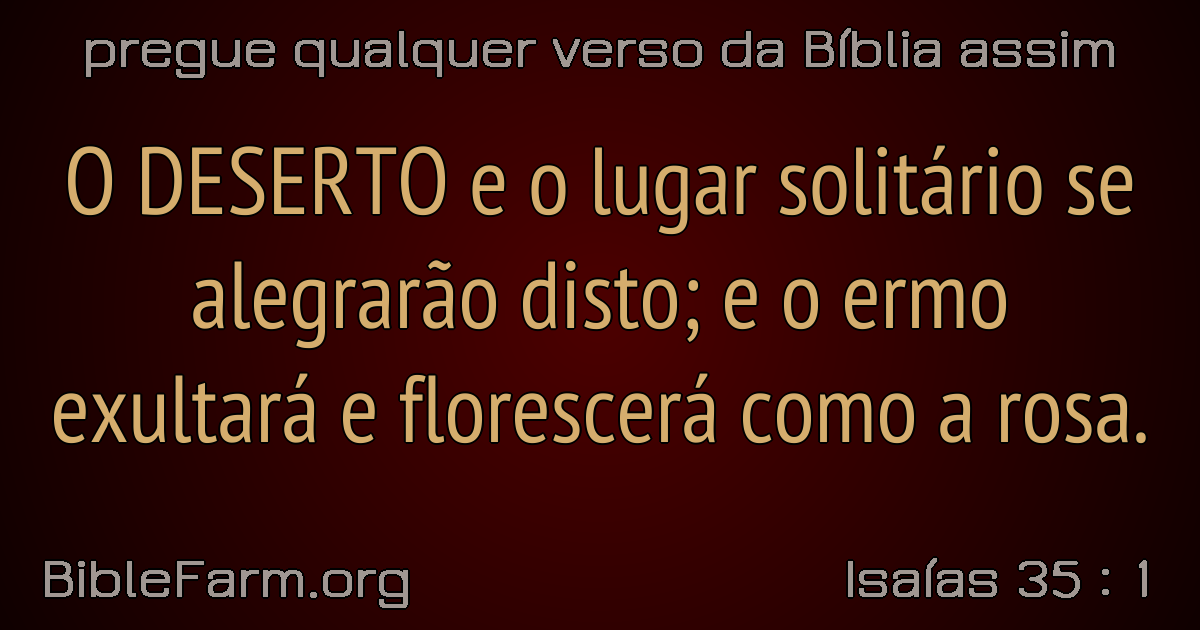 pregue qualquer verso da Bíblia assim
O DESERTO e o lugar solitário se
alegrarão disto; e o ermo
exultará e florescerá como a rosa.
BibleFarm.org
Isaías 35 : 1